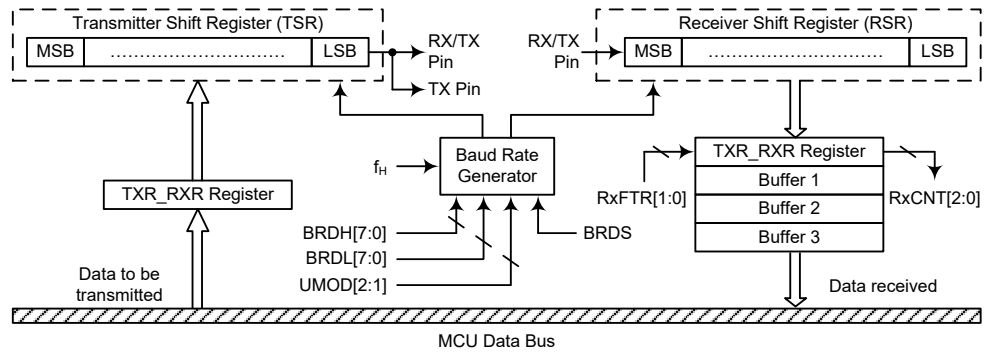 Transmitter Shift Register (TSR)
MSB
..............................
LSB
RX/TX
Pin
TX Pin
Receiver Shift Register (RSR)
RX/TX
Pin
MSB
..............................
LSB
fH
Baud Rate
Generator
TXR_RXR Register
TXR_RXR Register
Buffer 1
Buffer 2
Buffer 3
RxFTR[1:0]
RxCNT[2:0]
BRDH[7:0]
BRDL[7:0]
UMOD[2:1]
BRDS
Data to be
transmitted
Data received
MCU Data Bus